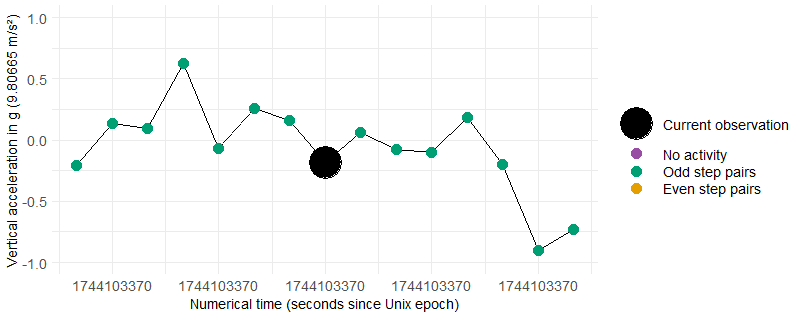 Vertical acceleration in g (9.80665 m/s²)
1.0
0.5
0.0
-0.5
-1.0
1744103370 1744103370 1744103370 1744103370 1744103370
Numerical time (seconds since Unix epoch)
Current observation
No activity
Odd step pairs
Even step pairs